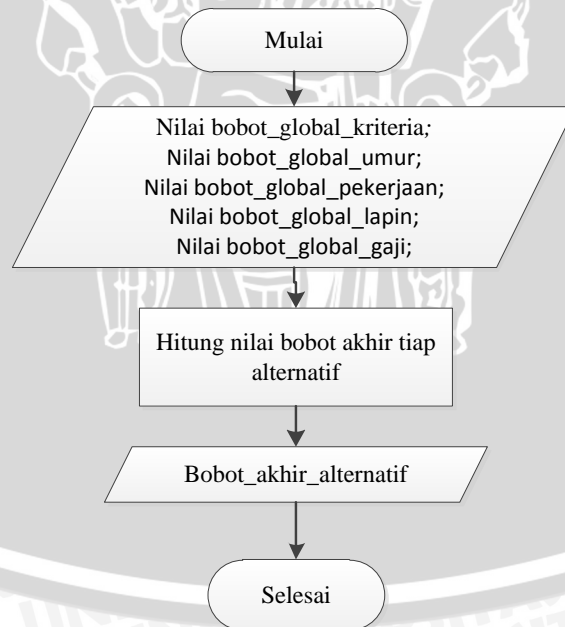 Mulai
Nilai bobot_global_kriteria;
Nilai bobot_global_umur;
Nilai bobot_global_pekerjaan;
Nilai bobot_global_lapin;
Nilai bobot_global_gaji;
Hitung nilai bobot akhir tiap
alternatif
Bobot_akhir_alternatif
Selesai